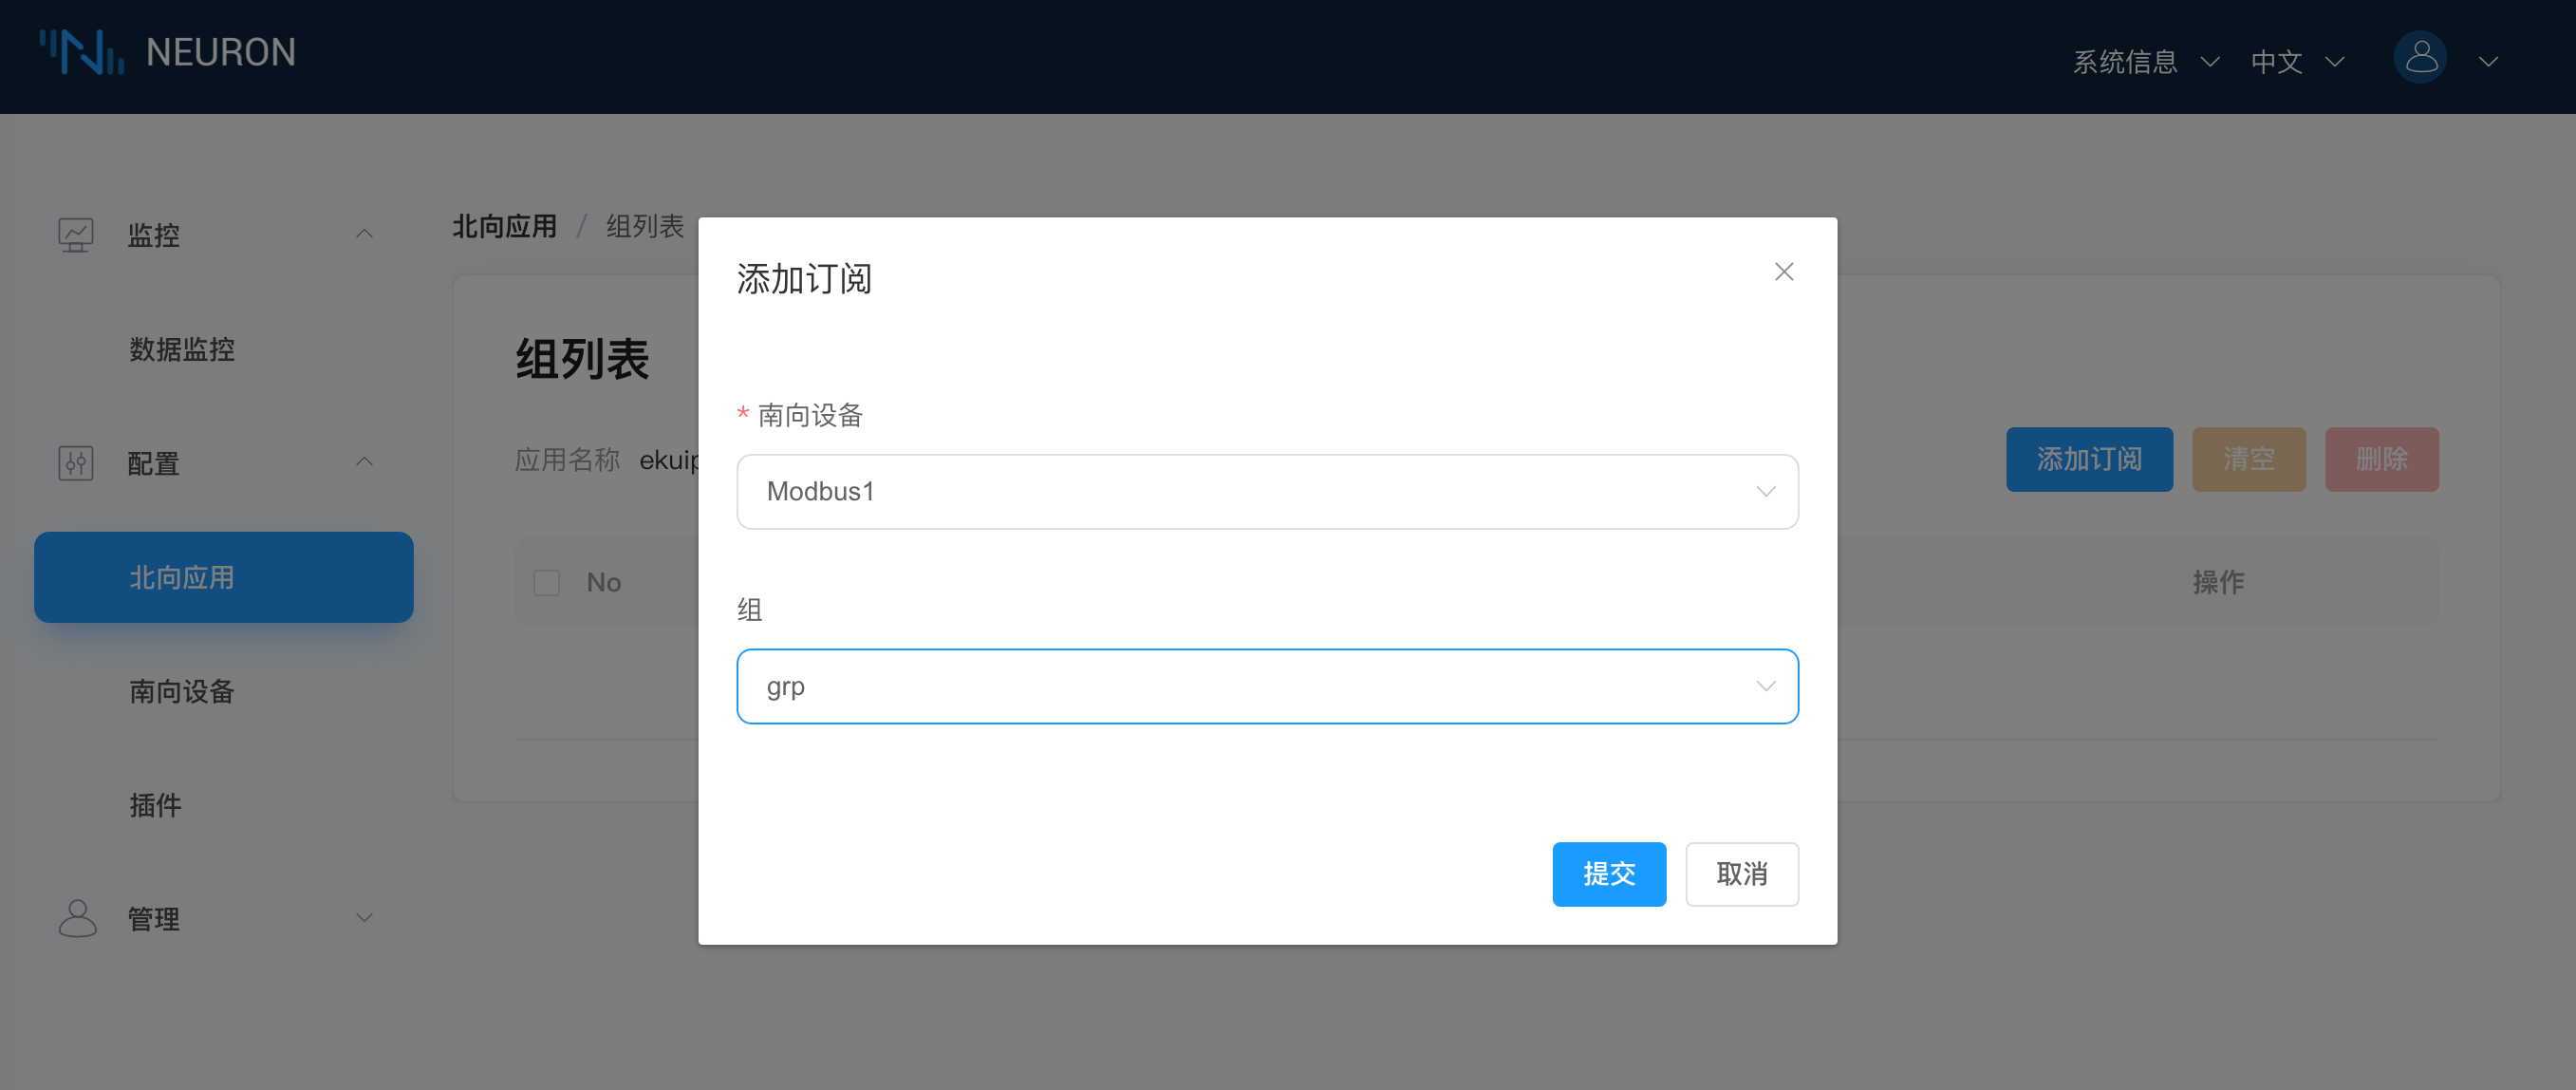 NEURON
系统信息
中文
监控
数据监控
配置
北向应用
南向设备
插件
管理
北向应用 / 组列表
组列表
应用名称
添加订阅
清空
删除
No
操作
添加订阅
* 南向设备
Modbus1
组
grp
提交
取消